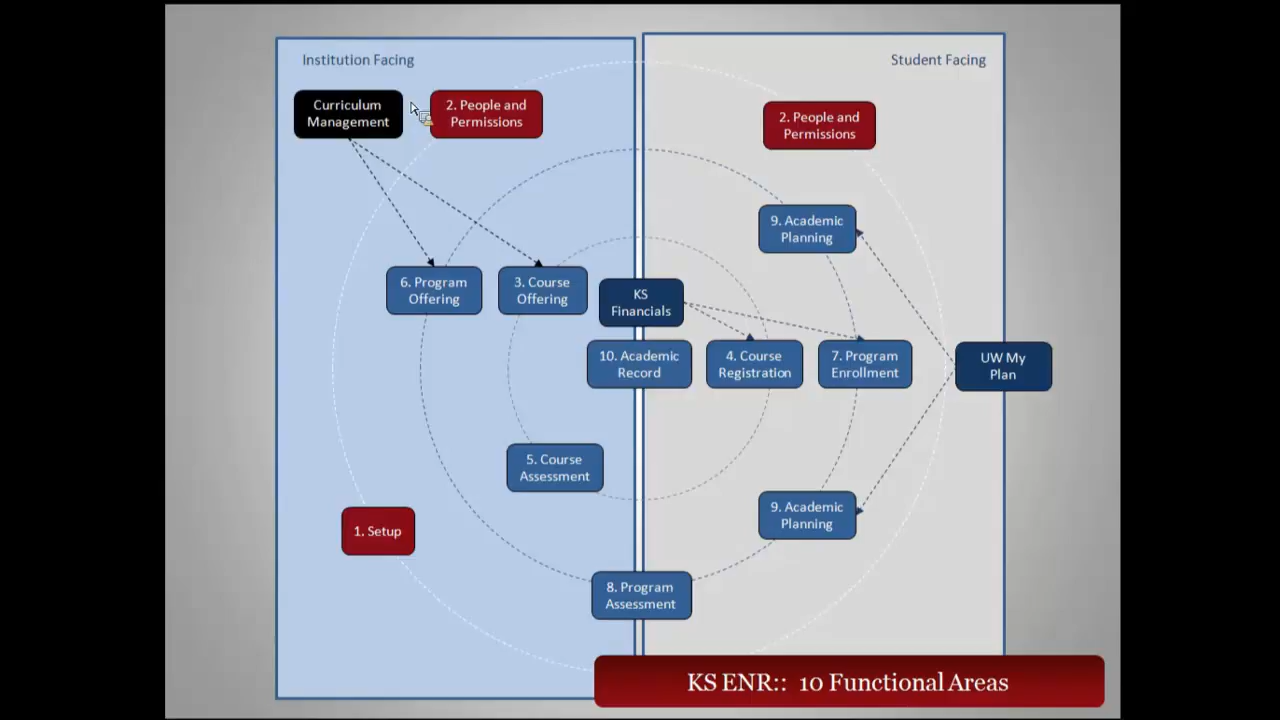 Institution Facing
Student Facing
Curriculum
Management
2. People and
Permissions
2. People and
Permissions
9. Academic
Planning
6. Program
Offering
3. Course
Offering
KS
Financials
10. Academic
Record
4. Course
Registration
7. Program
Enrollment
UW My
Plan
5. Course
Assessment
9. Academic
Planning
1. Setup
8. Program
Assessment
KS ENR:: 10 Functional Areas